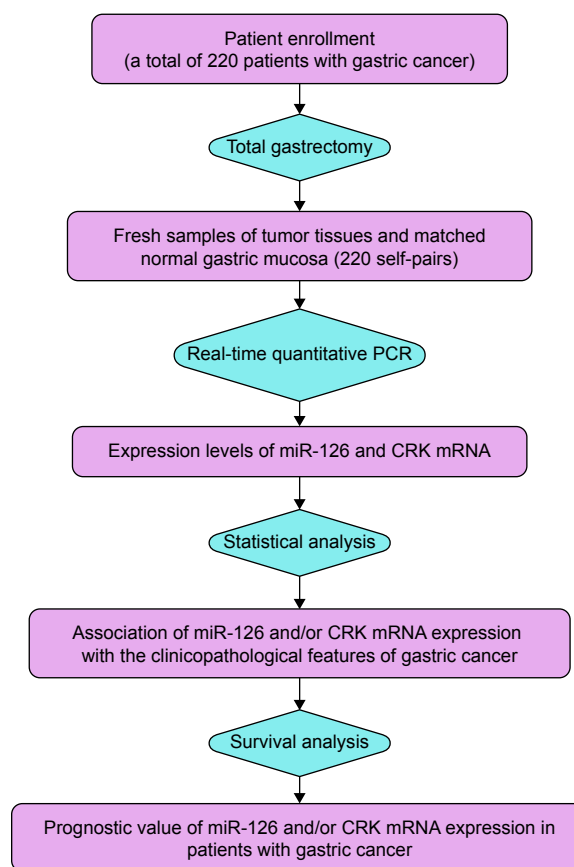 Patient enrollment
(a total of 220 patients with gastric cancer)
Total gastrectomy
Fresh samples of tumor tissues and matched
normal gastric mucosa (220 self-pairs)
Real-time quantitative PCR
Expression levels of miR-126 and CRK mRNA
Statistical analysis
Association of miR-126 and/or CRK mRNA expression
with the clinicopathological features of gastric cancer
Survival analysis
Prognostic value of miR-126 and/or CRK mRNA expression in
patients with gastric cancer